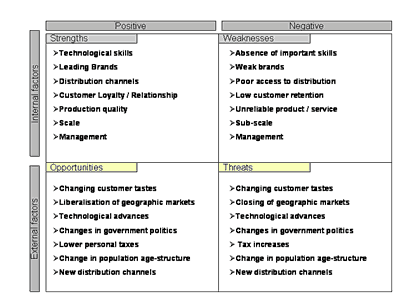 Positive
Negative
Internal factors
Strengths
➢Technological skills
➢Leading Brands
➢Distribution channels
➢Customer Loyalty / Relationship
➢Production quality
➢Scale
➢Management
Weaknesses
➢Absence of important skills
➢Weak brands
➢Poor access to distribution
➢Low customer retention
➢Unreliable product / service
➢Sub-scale
➢Management
External factors
Opportunities
➢Changing customer tastes
➢Liberalisation of geographic markets
➢Technological advances
➢Changes in government politics
➢Lower personal taxes
➢Change in population age-structure
➢New distribution channels
Threats
➢Changing customer tastes
➢Closing of geographic markets
➢Technological advances
➢Changes in government politics
➢ Tax increases
➢Change in population age-structure
➢New distribution channels